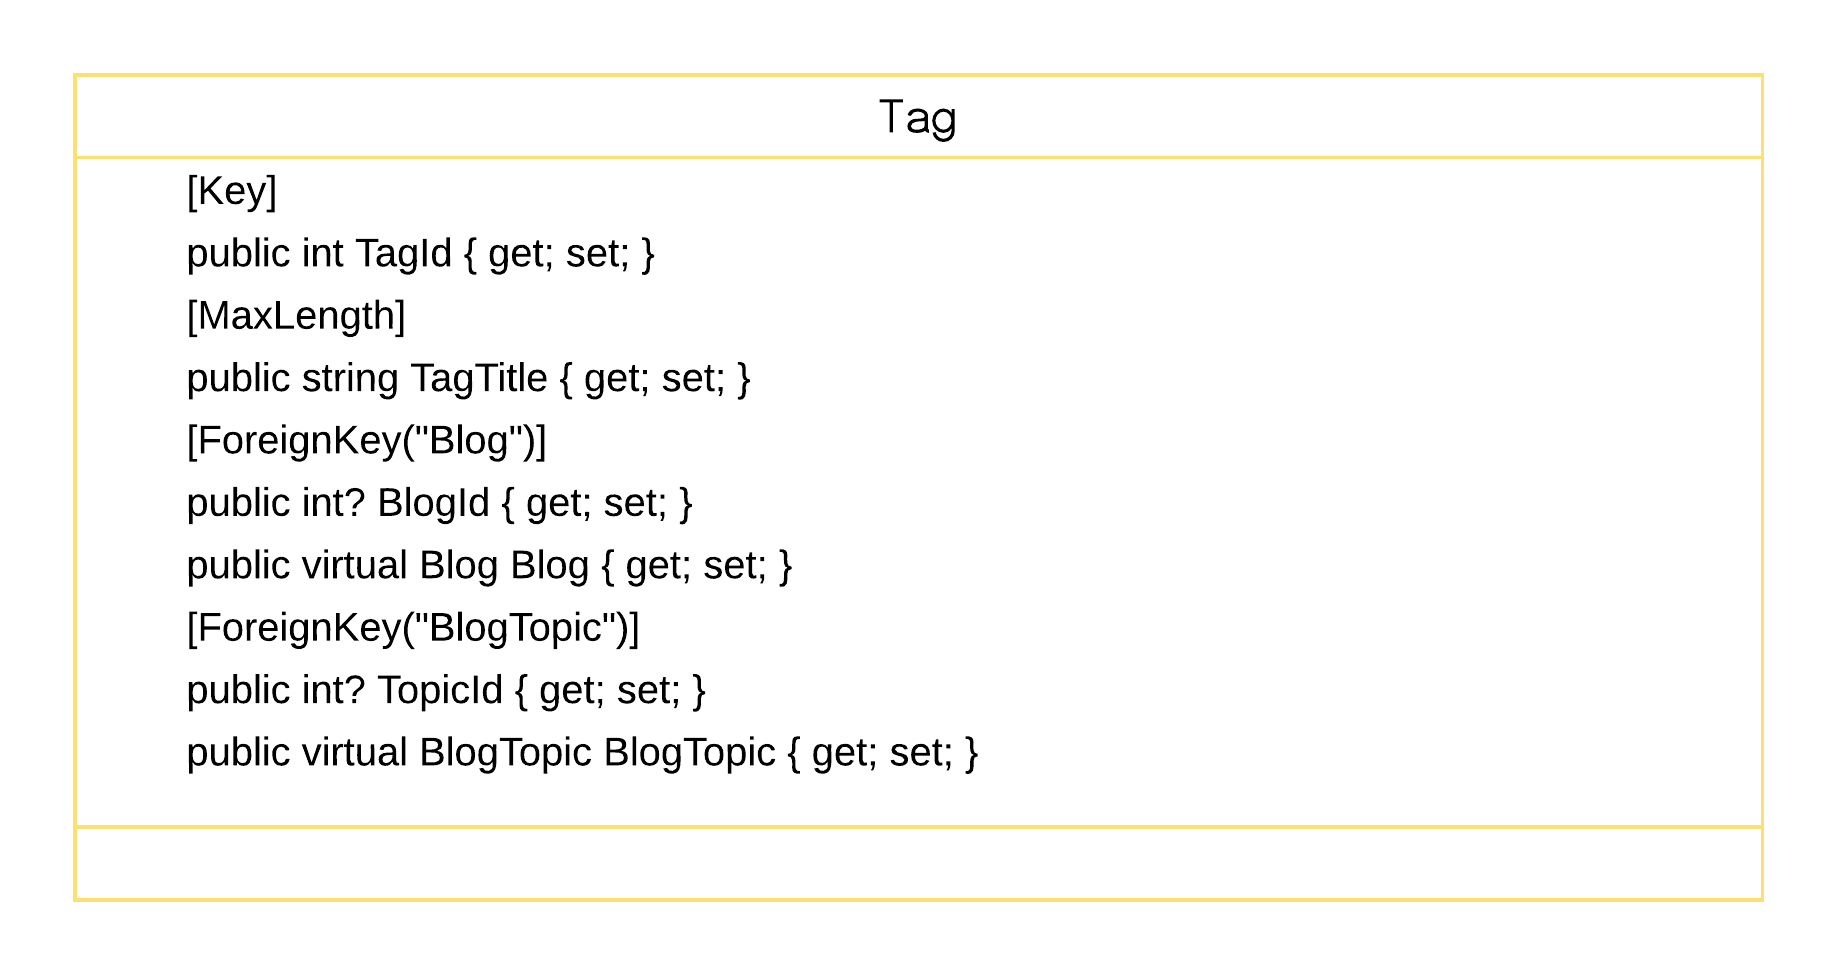 Tag
[Key]
public int TagId { get; set; }
[MaxLength]
public string TagTitle { get; set; }
[ForeignKey("Blog")]
public int? BlogId { get; set; }
public virtual Blog Blog { get; set; }
[ForeignKey("BlogTopic")]
public int? TopicId { get; set; }
public virtual BlogTopic BlogTopic { get; set; }